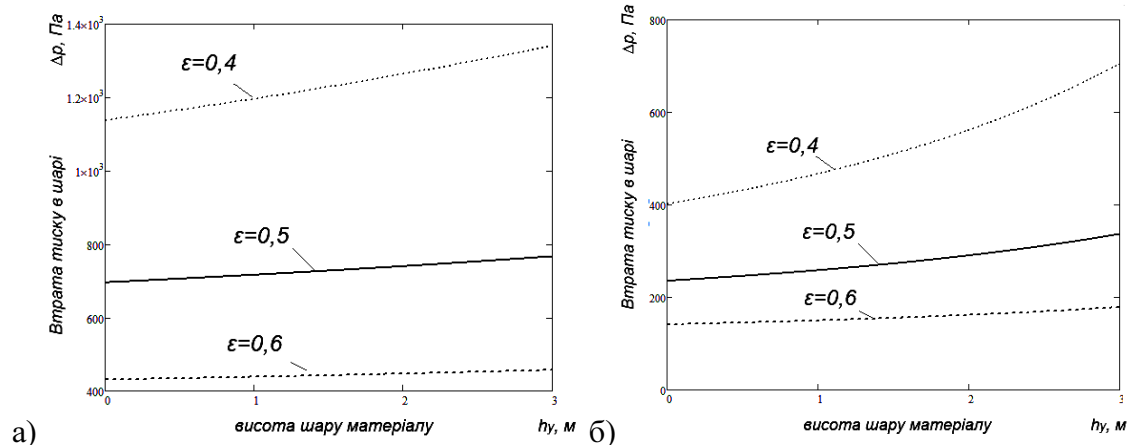 Δp, Па
Втрата тиску в шарі
1.4×10³
1.2×10³
1×10³
800
600
400
ε=0,4
ε=0,5
ε=0,6
0
1
2
3
висота шару матеріалу
hу, м
а)
Δp, Па
Втрата тиску в шарі
800
600
400
200
0
ε=0,4
ε=0,5
ε=0,6
0
1
2
3
висота шару матеріалу
hу, м
б)